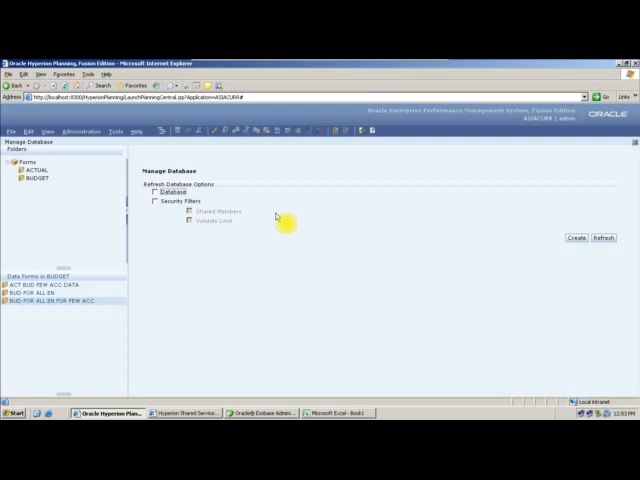 Oracle Hyperion Planning, Fusion Edition - Microsoft Internet Explorer
File Edit View Favorites Tools Help
Back Search Favorites
Address http://localhost:8300/HyperionPlanning/LaunchPlanningCentral.jsp?Application=ASIACURR# Go Links
Oracle Enterprise Performance Management System, Fusion Edition
ASIACURR | admin
ORACLE
File Edit View Administration Tools Help
Manage Database
Folders
Forms
ACTUAL
BUDGET
Manage Database
Refresh Database Options
Database
Security Filters
Shared Members
Validate Limit
Create Refresh
Data Forms in BUDGET
ACT BUD FEW ACC DATA
BUD FOR ALL EN
BUD FOR ALL EN FOR FEW ACC
Local intranet
Start Oracle Hyperion Plan... Hyperion Shared Service... Oracle® Essbase Admini... Microsoft Excel - Book1 12:53 PM